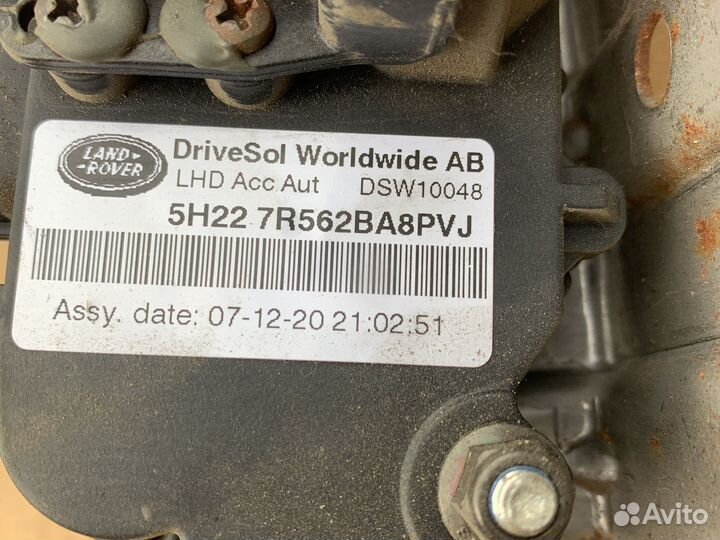 LAND
ROVER
DriveSol Worldwide AB
LHD Acc Aut DSW10048
5H22 7R562BA8PVJ
Assy. date: 07-12-20 21:02:51
Avito